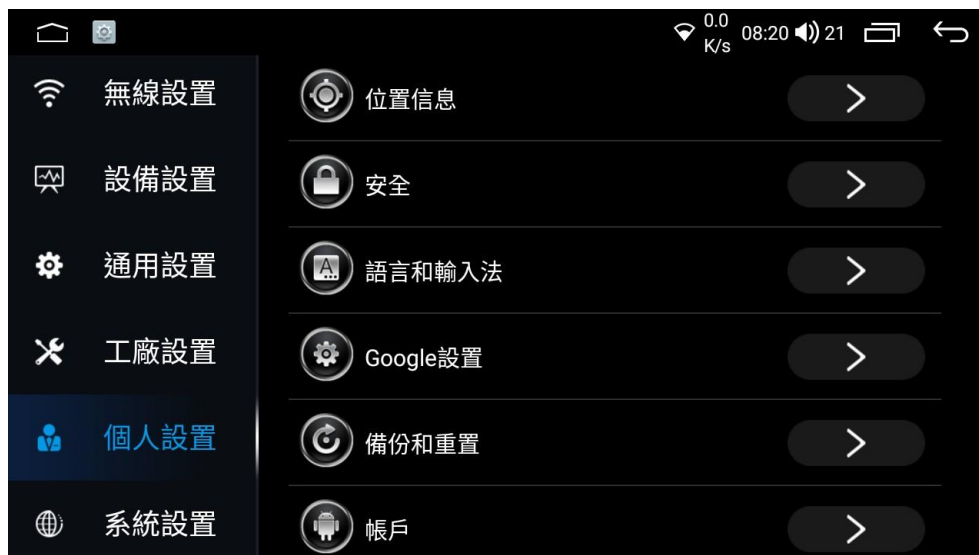 0.0
K/s 08:20 21
無線設置
設備設置
通用設置
工廠設置
個人設置
系統設置
位置信息
安全
語言和輸入法
Google設置
備份和重置
帳戶